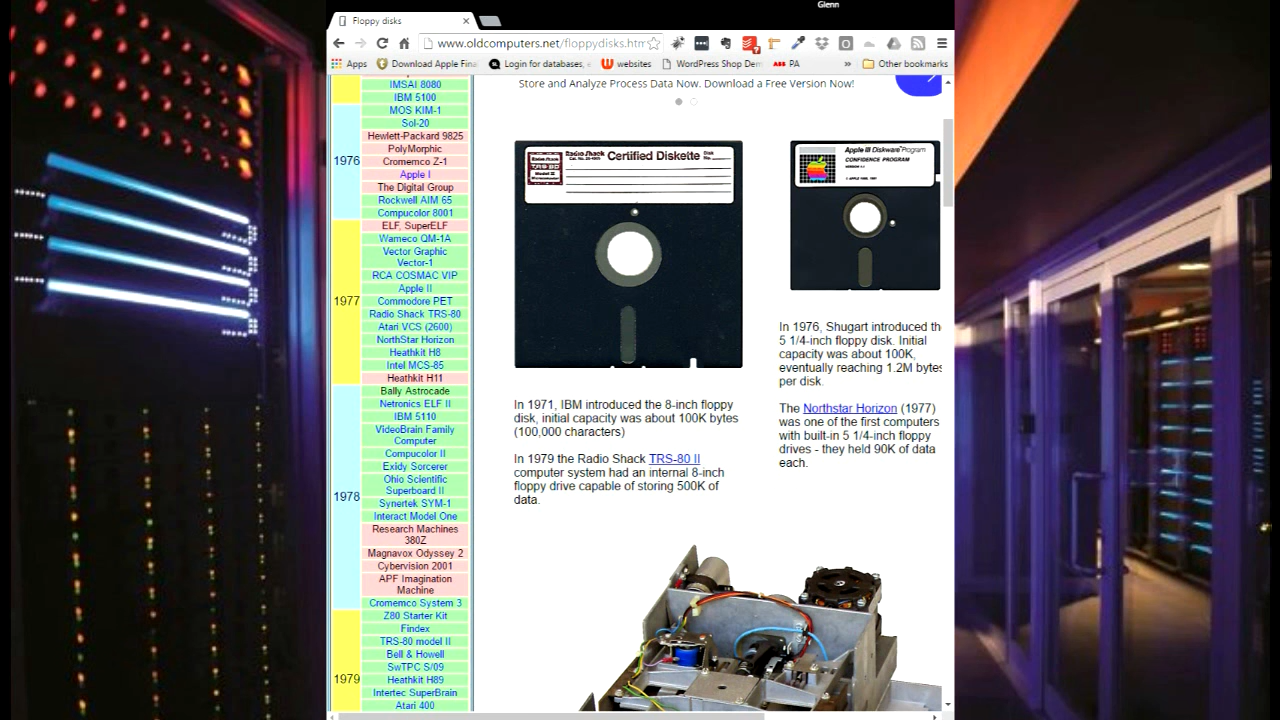 Glenn
Floppy disks
www.oldcomputers.net/floppydisks.htm
Apps
Download Apple Fina
Login for databases, e
websites
WordPress Shop Dem
ABB PA
Other bookmarks
IMSAI 8080
IBM 5100
1976
MOS KIM-1
Sol-20
Hewlett-Packard 9825
PolyMorphic
Cromemco Z-1
Apple I
The Digital Group
Rockwell AIM 65
Compucolor 8001
1977
ELF, SuperELF
Wameco QM-1A
Vector Graphic
Vector-1
RCA COSMAC VIP
Apple II
Commodore PET
Radio Shack TRS-80
Atari VCS (2600)
NorthStar Horizon
Heathkit H8
Intel MCS-85
Heathkit H11
1978
Bally Astrocade
Netronics ELF II
IBM 5110
VideoBrain Family
Computer
Compucolor II
Exidy Sorcerer
Ohio Scientific
Superboard II
Synertek SYM-1
Interact Model One
Research Machines
380Z
Magnavox Odyssey 2
Cybervision 2001
APF Imagination
Machine
Cromemco System 3
1979
Z80 Starter Kit
Findex
TRS-80 model II
Bell & Howell
SwTPC S/09
Heathkit H89
Intertec SuperBrain
Atari 400
Store and Analyze Process Data Now. Download a Free Version Now!
Radio Shack Certified Diskette
Radio Shack
TRS-80
Model II
Disk
No.
In 1971, IBM introduced the 8-inch floppy
disk, initial capacity was about 100K bytes
(100,000 characters)
In 1979 the Radio Shack TRS-80 II
computer system had an internal 8-inch
floppy drive capable of storing 500K of
data.
Apple III Diskware™ Program
CONFIDENCE PROGRAM
In 1976, Shugart introduced the
5 1/4-inch floppy disk. Initial
capacity was about 100K,
eventually reaching 1.2M bytes
per disk.
The Northstar Horizon (1977)
was one of the first computers
with built-in 5 1/4-inch floppy
drives - they held 90K of data
each.